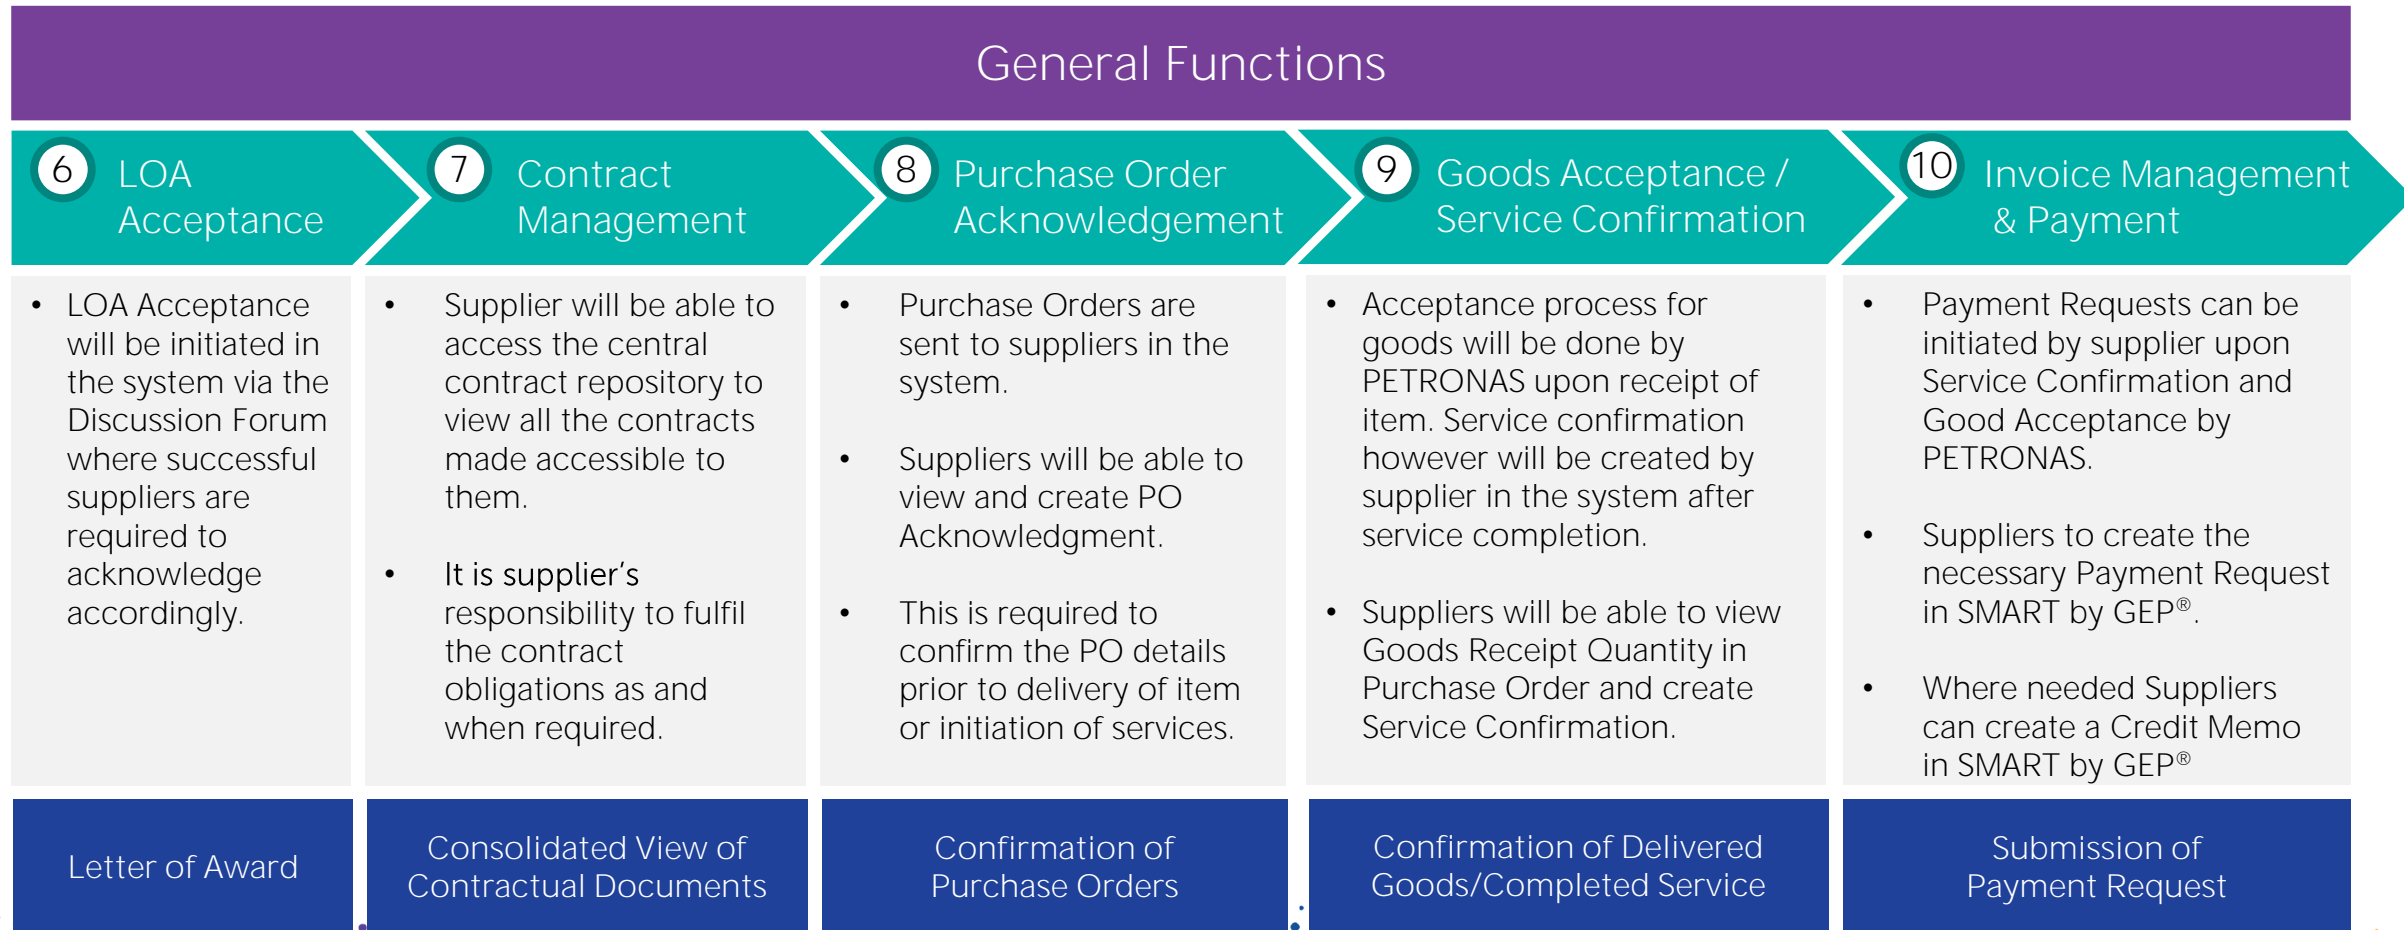 General Functions
6
LOA
Acceptance
7
Contract
Management
8
Purchase Order
Acknowledgement
9
Goods Acceptance /
Service Confirmation
10
Invoice Management
& Payment
• LOA Acceptance
will be initiated in
the system via the
Discussion Forum
where successful
suppliers are
required to
acknowledge
accordingly.
• Supplier will be able to
access the central
contract repository to
view all the contracts
made accessible to
them.
• It is supplier's
responsibility to fulfil
the contract
obligations as and
when required.
• Purchase Orders are
sent to suppliers in the
system.
• Suppliers will be able to
view and create PO
Acknowledgment.
• This is required to
confirm the PO details
prior to delivery of item
or initiation of services.
• Acceptance process for
goods will be done by
PETRONAS upon receipt of
item. Service confirmation
however will be created by
supplier in the system after
service completion.
• Suppliers will be able to view
Goods Receipt Quantity in
Purchase Order and create
Service Confirmation.
• Payment Requests can be
initiated by supplier upon
Service Confirmation and
Good Acceptance by
PETRONAS.
• Suppliers to create the
necessary Payment Request
in SMART by GEP®.
• Where needed Suppliers
can create a Credit Memo
in SMART by GEP®
Letter of Award
Consolidated View of
Contractual Documents
Confirmation of
Purchase Orders
Confirmation of Delivered
Goods/Completed Service
Submission of
Payment Request